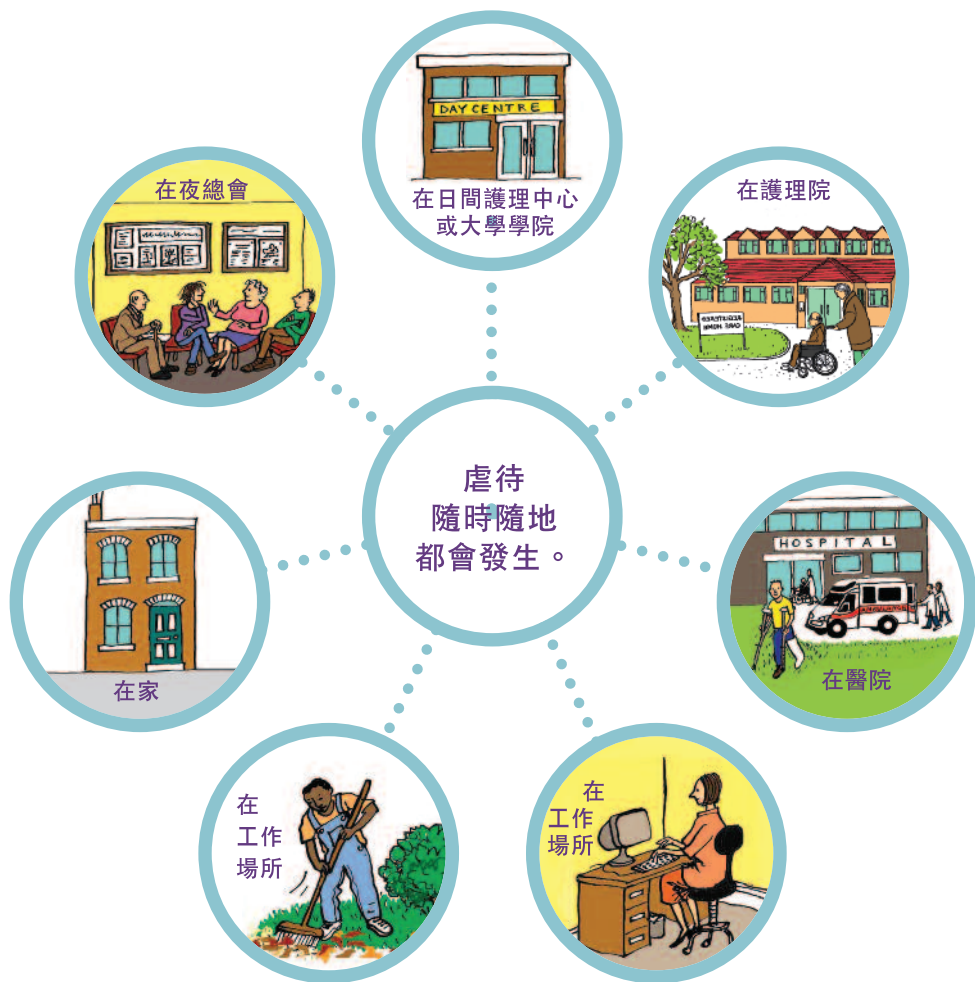 DAY CENTRE
在日間護理中心
或大學學院
在夜總會
在護理院
虐待
隨時隨地
都會發生。
HOSPITAL
AMBULANCE
在醫院
在家
在
工作
場所
在
工作
場所